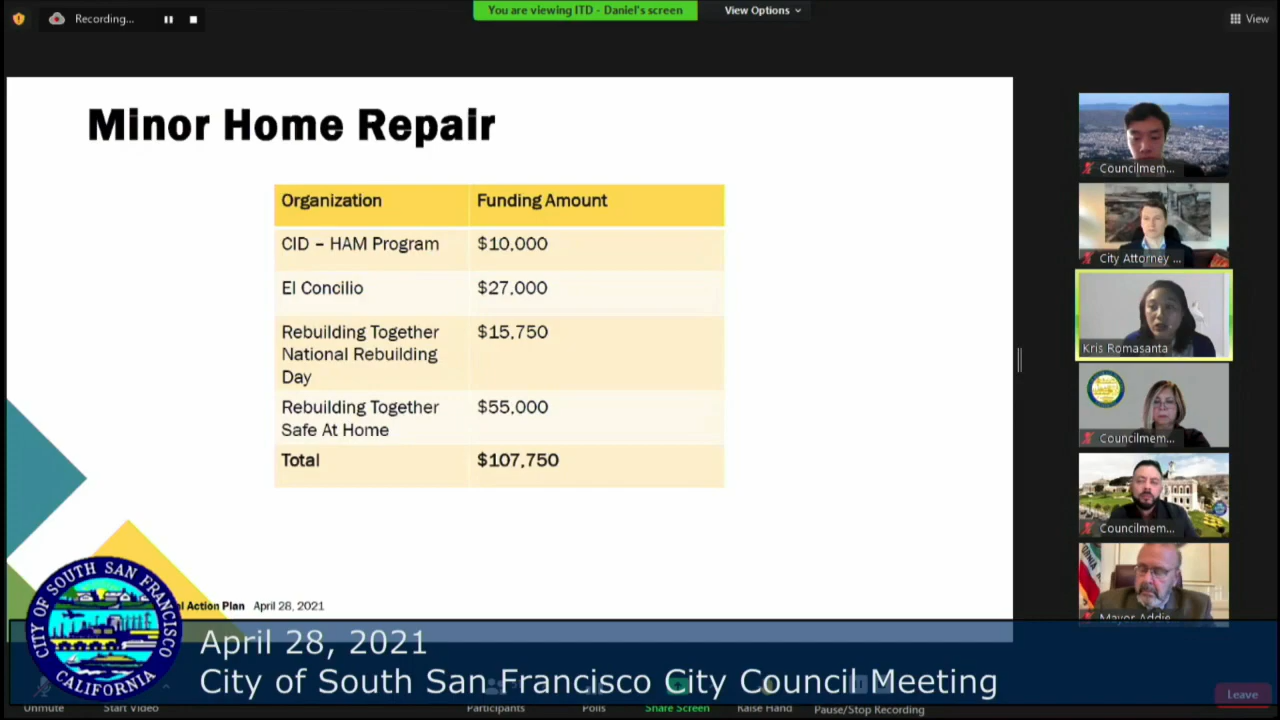 Recording...
You are viewing ITD - Daniel's screen
View Options
View
Minor Home Repair
Organization
Funding Amount
CID – HAM Program
$10,000
El Concilio
$27,000
Rebuilding Together
National Rebuilding
Day
$15,750
Rebuilding Together
Safe At Home
$55,000
Total
$107,750
Action Plan April 28, 2021
Councilmem...
City Attorney ...
Kris Romasanta
Councilmem...
Councilmem...
Mayor Addie
CITY OF SOUTH SAN FRANCISCO
CALIFORNIA
April 28, 2021
City of South San Francisco City Council Meeting
Unmute
Start Video
Participants
Polls
Share Screen
Raise Hand
Pause/Stop Recording
Leave